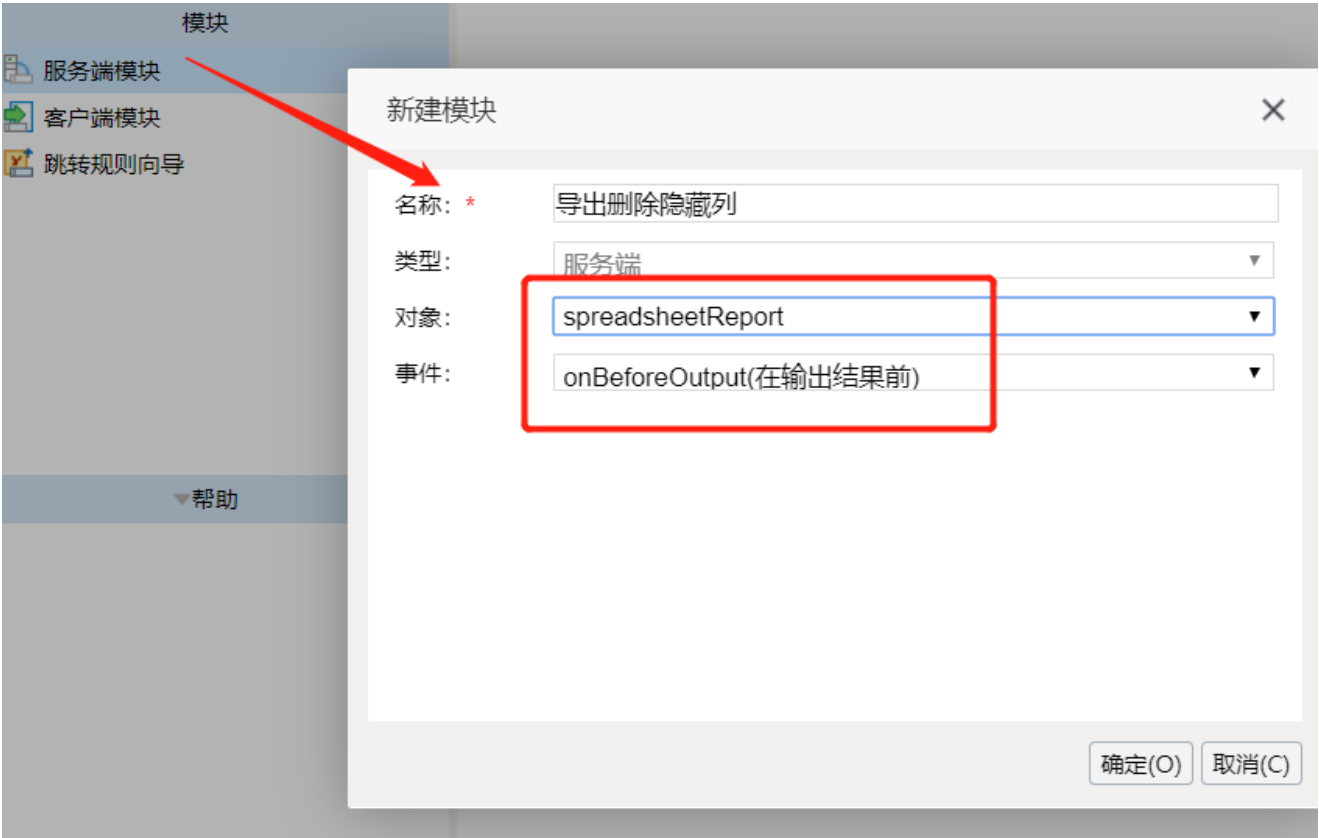 模块
服务端模块
客户端模块
跳转规则向导
帮助
新建模块
名称: * 导出删除隐藏列
类型: 服务端
对象: spreadsheetReport
事件: onBeforeOutput(在输出结果前)
确定(O) 取消(C)